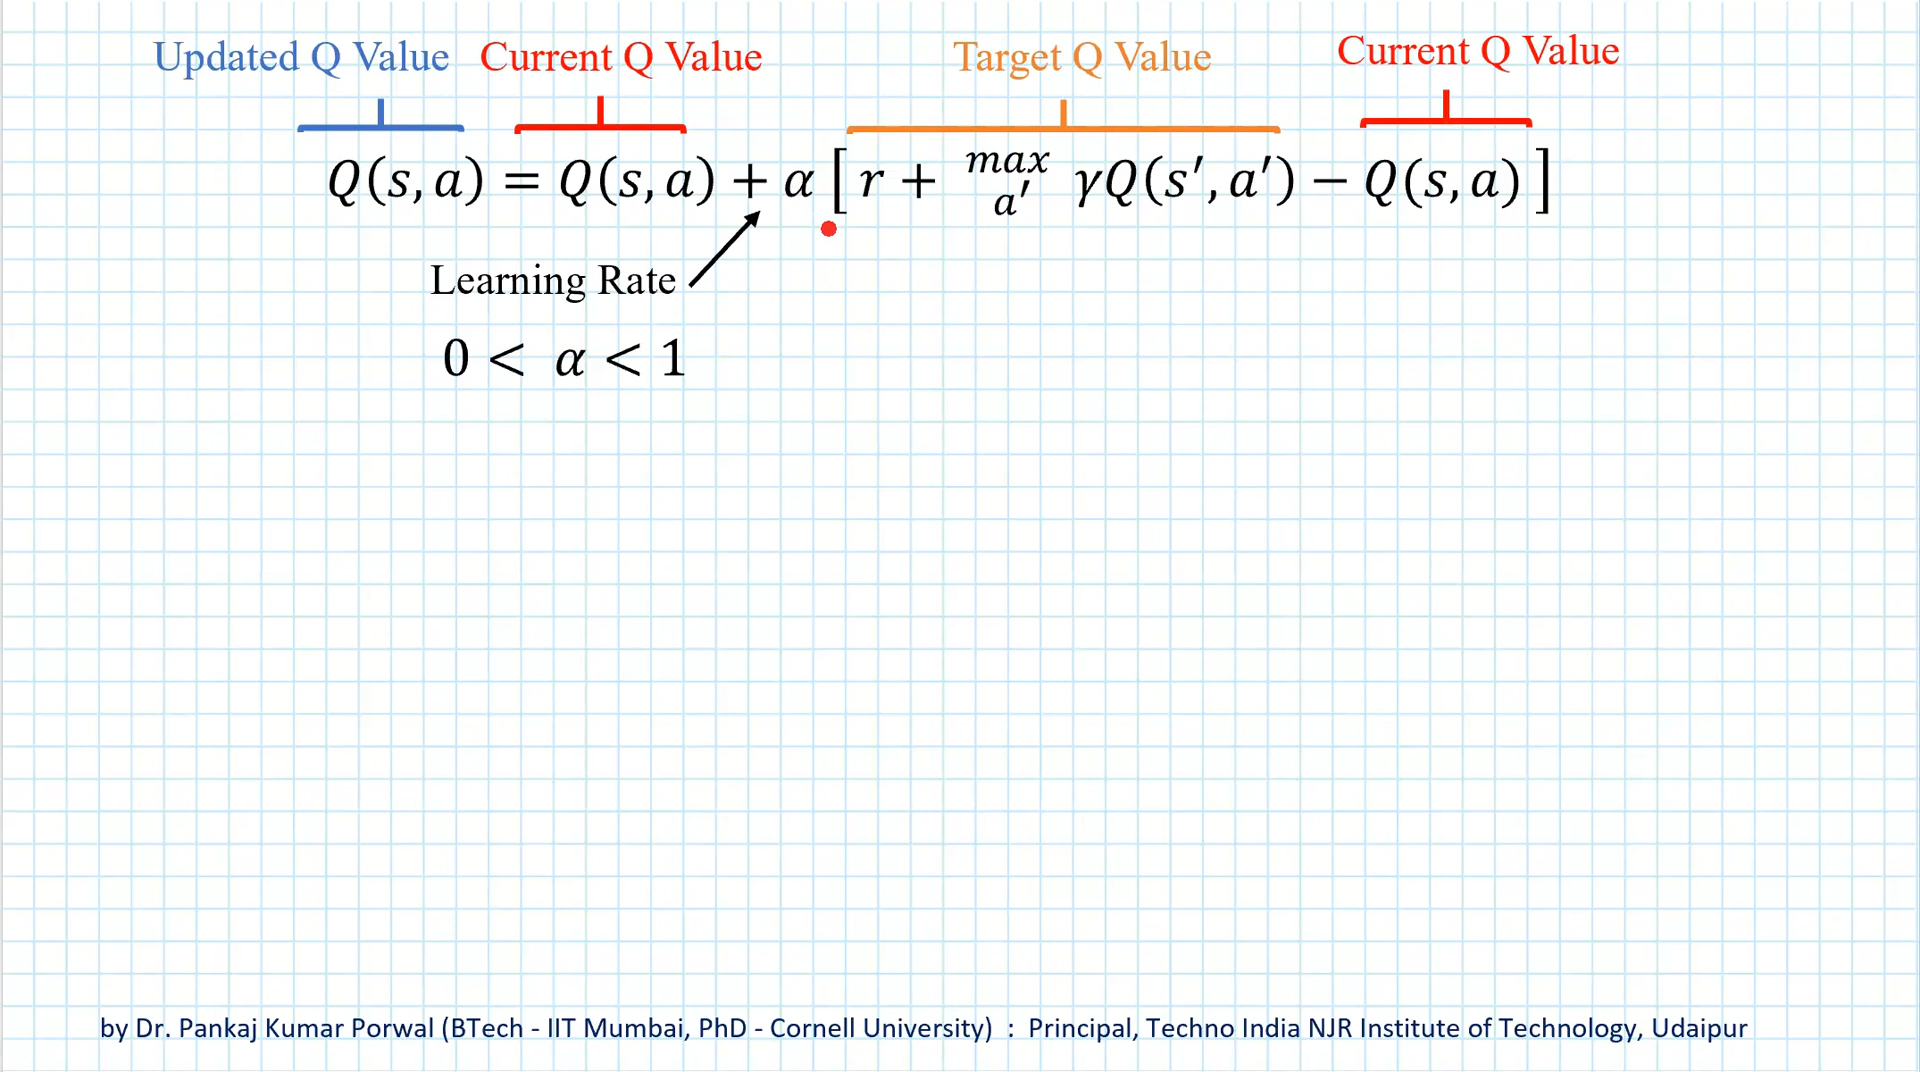 Updated Q Value Current Q Value Target Q Value Current Q Value
Q(s, a) = Q(s, a) + α [ r + max a′ γQ(s′, a′) − Q(s, a) ]
Learning Rate
0 < α < 1
by Dr. Pankaj Kumar Porwal (BTech - IIT Mumbai, PhD - Cornell University) : Principal, Techno India NJR Institute of Technology, Udaipur